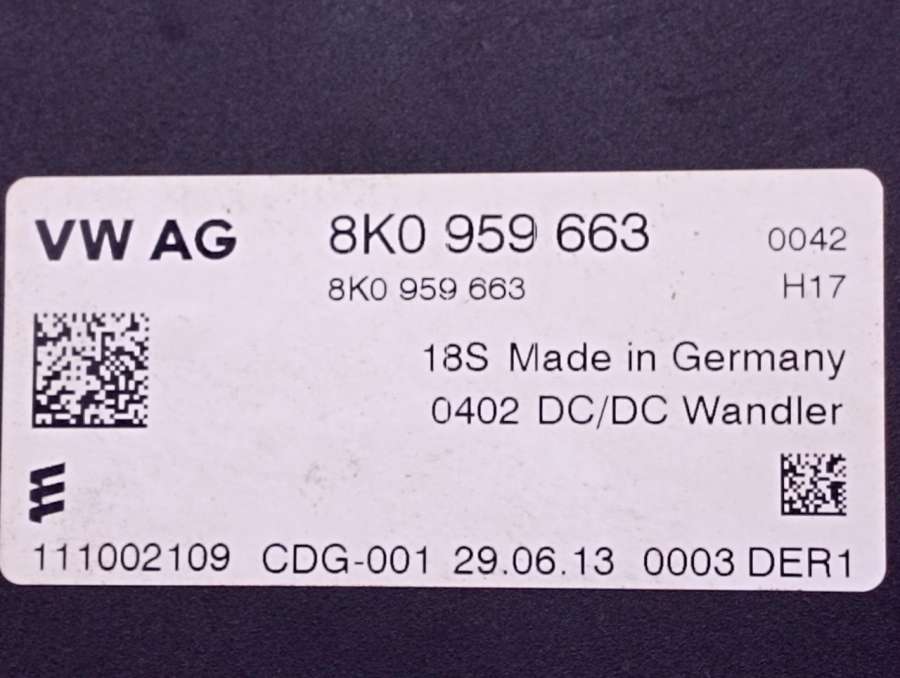 VW AG 8K0 959 663 0042
8K0 959 663 H17
18S Made in Germany
0402 DC/DC Wandler
111002109 CDG-001 29.06.13 0003 DER1